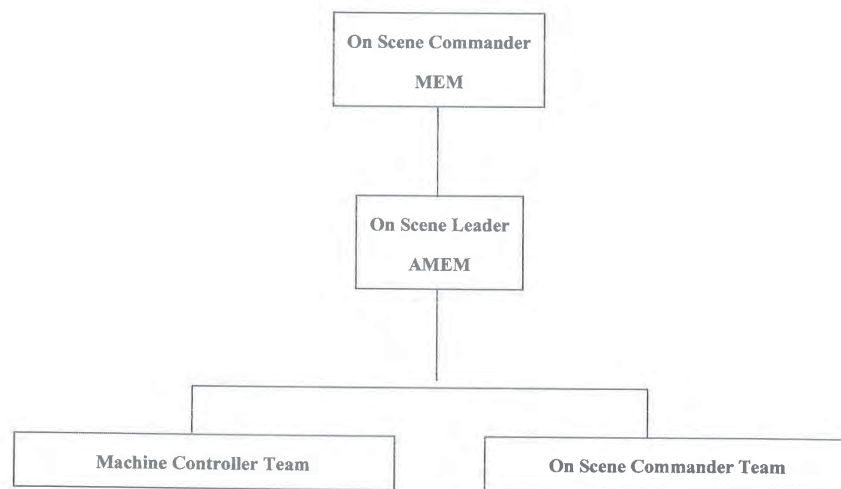 On Scene Commander
MEM
On Scene Leader
AMEM
Machine Controller Team
On Scene Commander Team